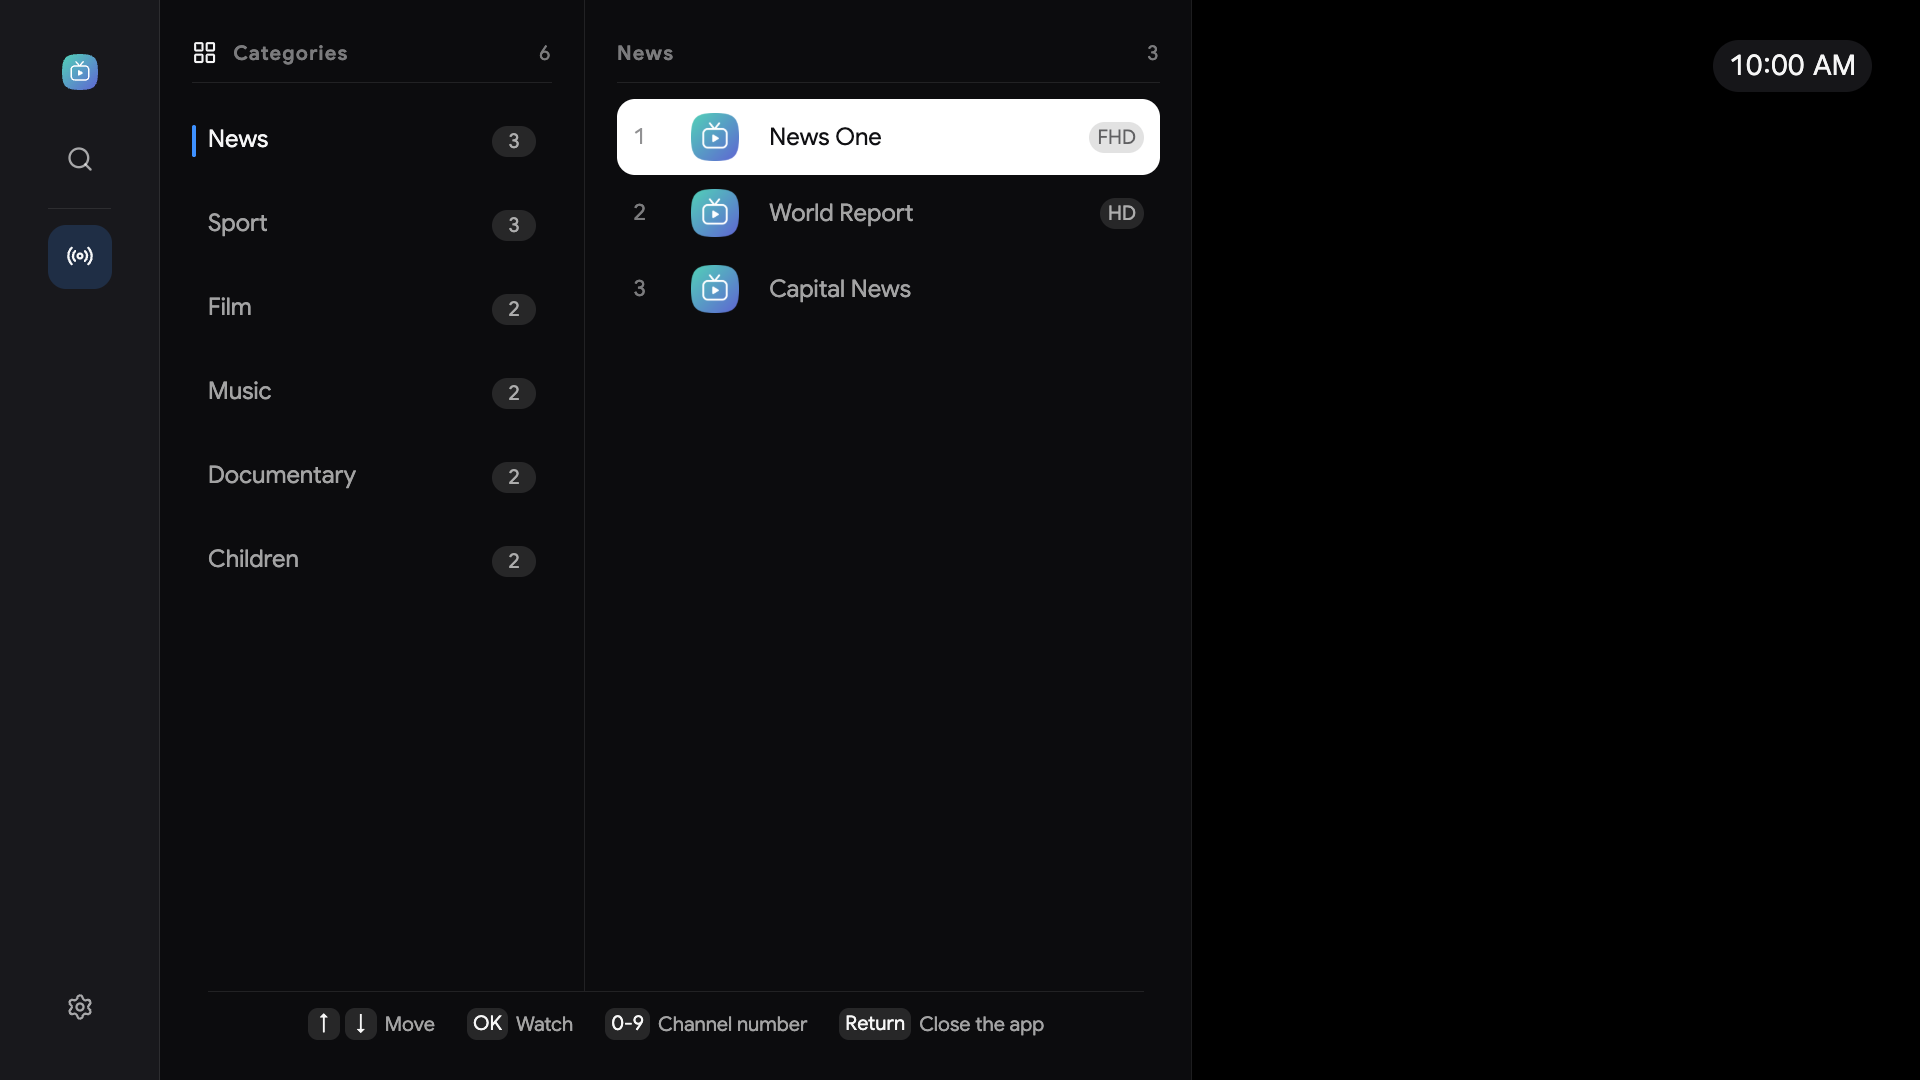 Categories 6
News 3
Sport 3
Film 2
Music 2
Documentary 2
Children 2
News 3
1 News One FHD
2 World Report HD
3 Capital News
10:00 AM
↑ ↓ Move OK Watch 0-9 Channel number Return Close the app